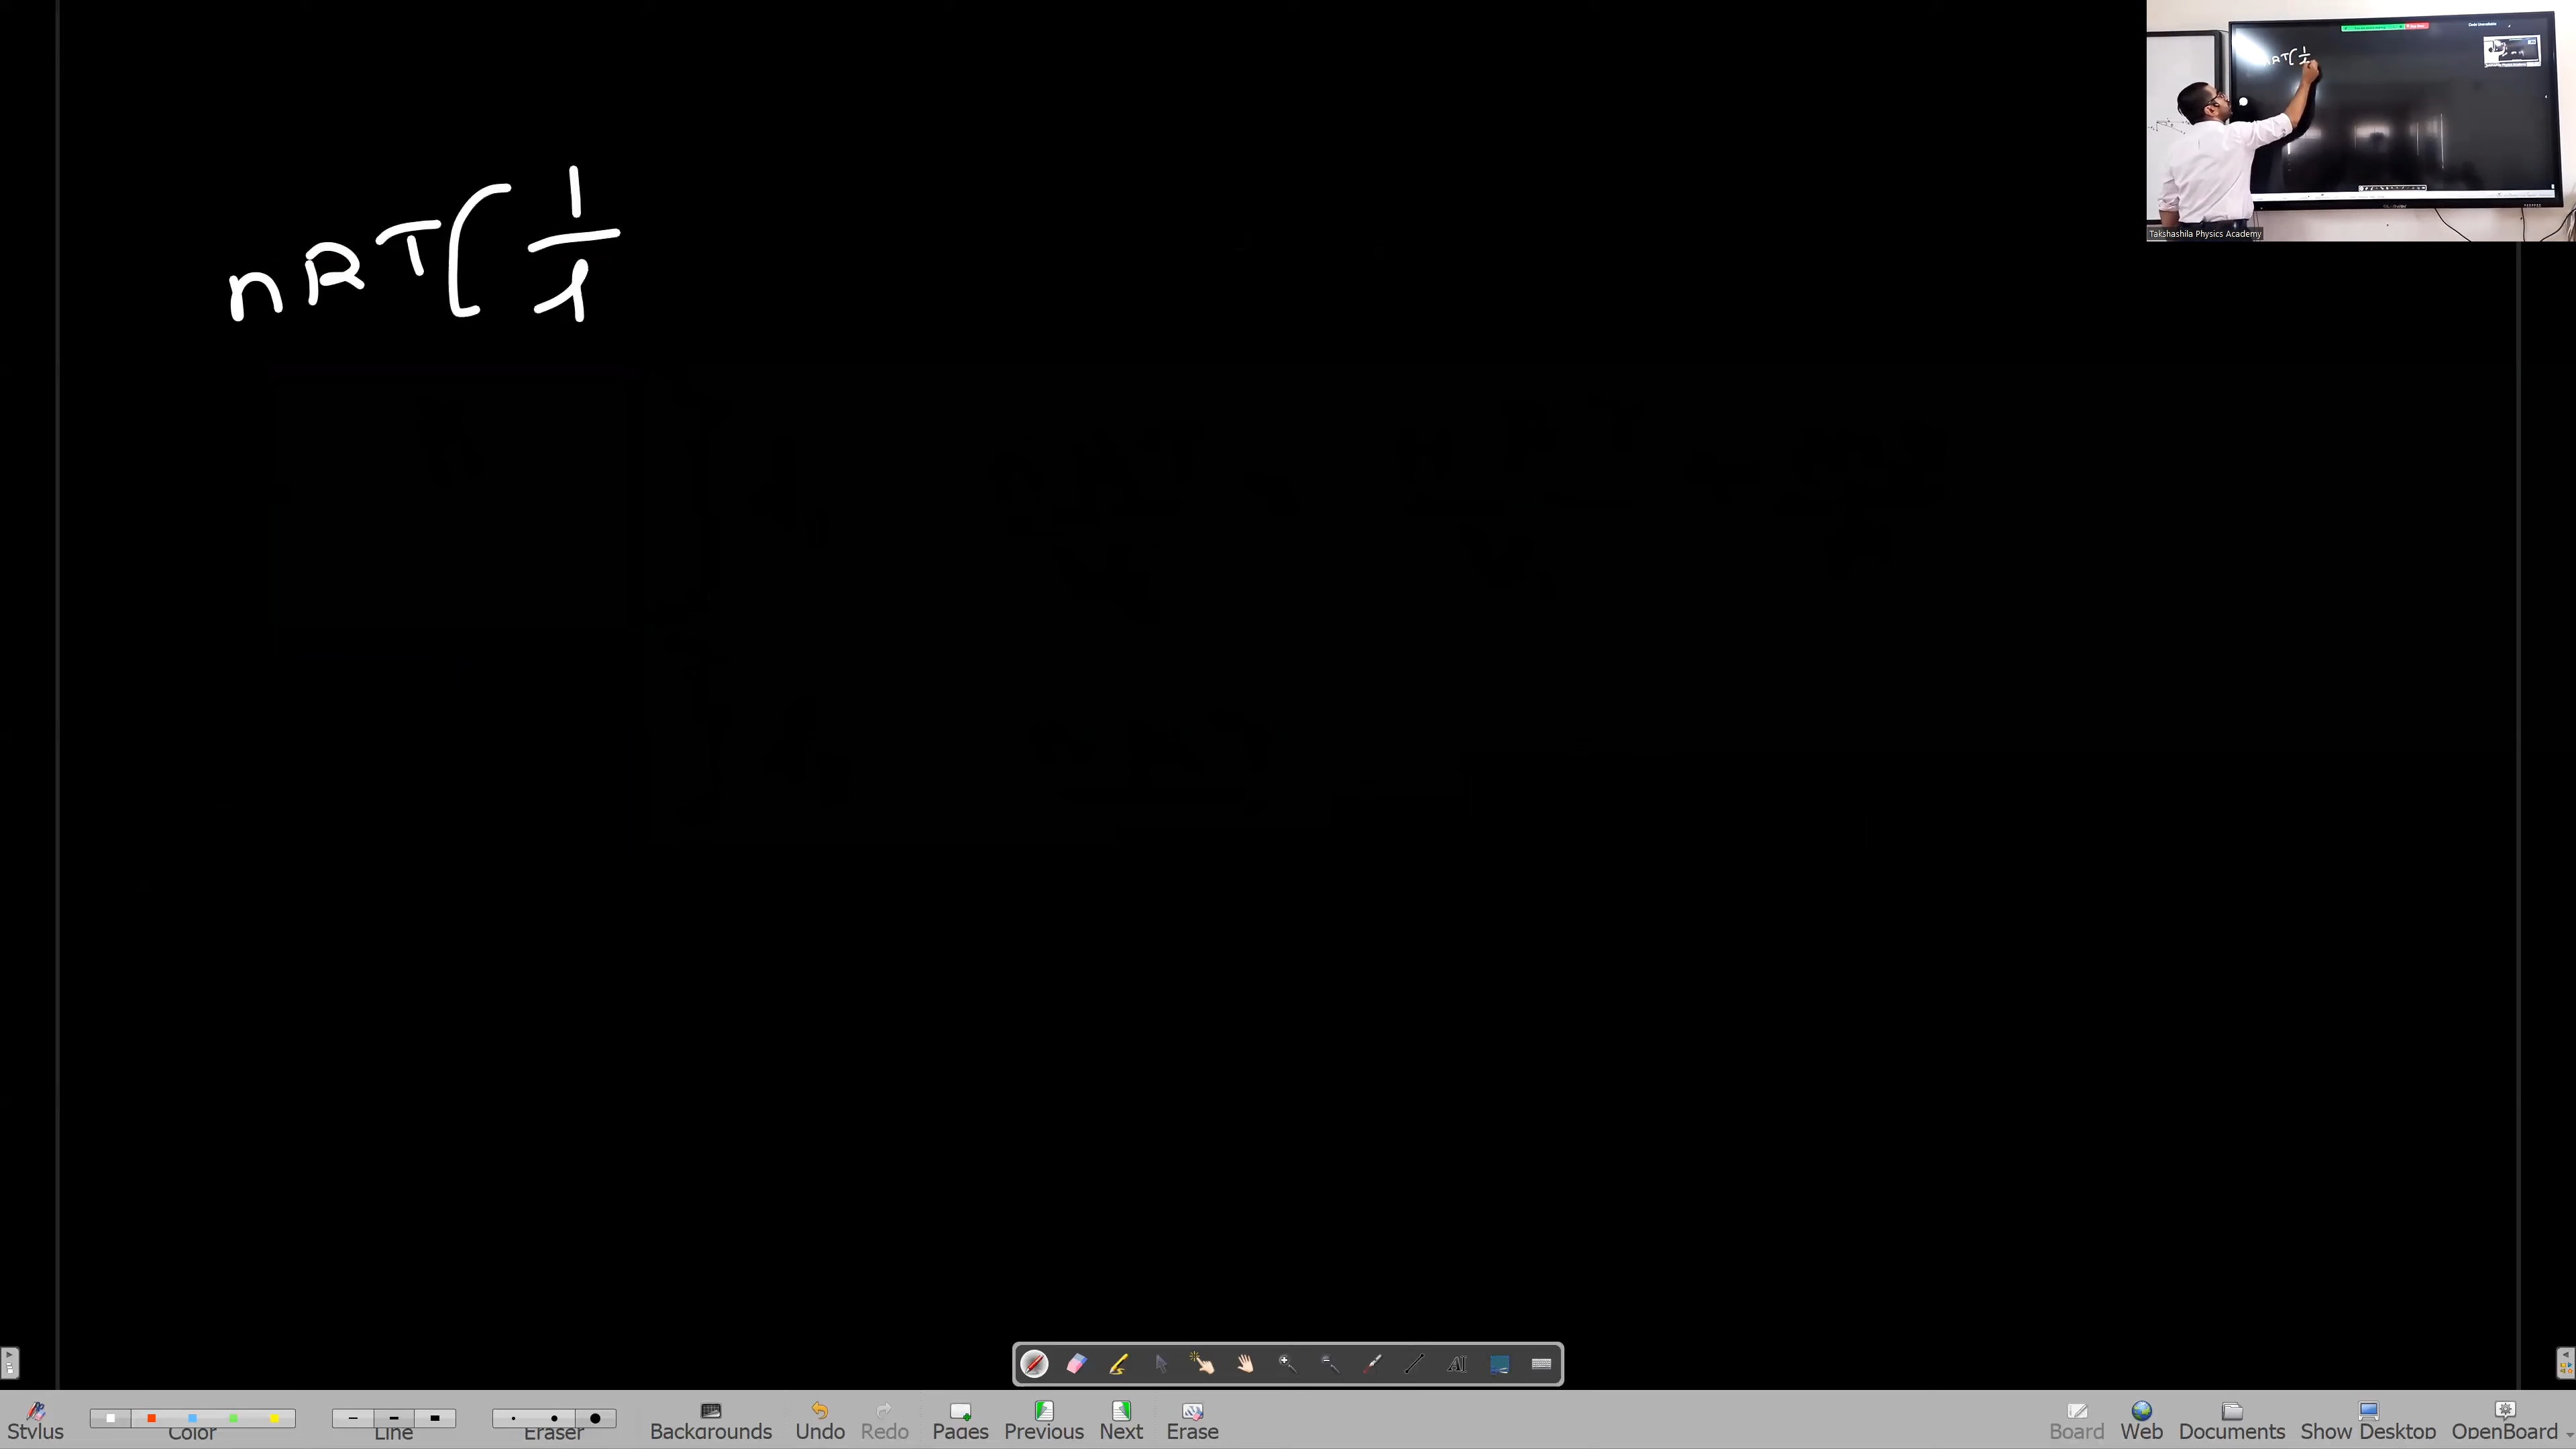 nRT( 1/l
Takshashila Physics Academy
Stylus Color Line Eraser Backgrounds Undo Redo Pages Previous Next Erase Board Web Documents Show Desktop OpenBoard